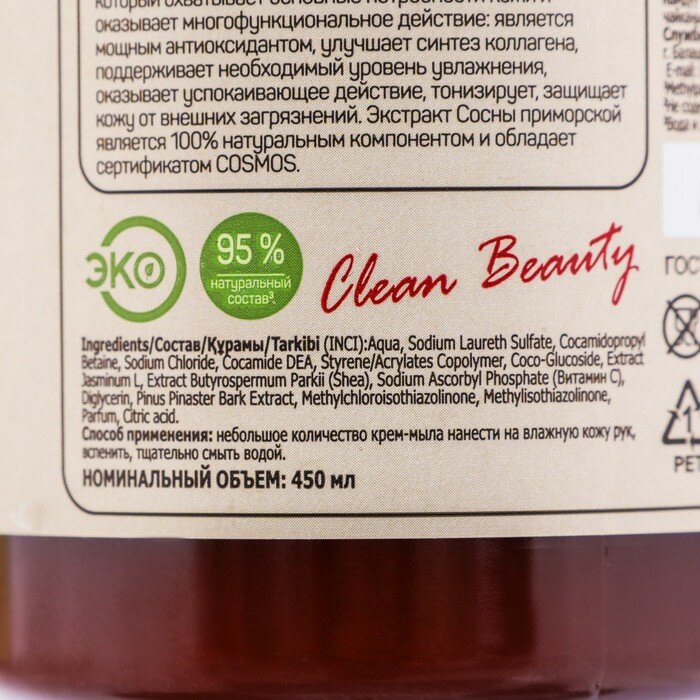 оказывает многофункциональное действие: является
мощным антиоксидантом, улучшает синтез коллагена,
поддерживает необходимый уровень увлажнения,
оказывает успокаивающее действие, тонизирует, защищает
кожу от внешних загрязнений. Экстракт Сосны приморской
является 100% натуральным компонентом и обладает
сертификатом COSMOS.
ЭКО
95 %
натуральный
состав³
Clean Beauty
Ingredients/Состав/Құрамы/Tarkibi (INCI):Aqua, Sodium Laureth Sulfate, Cocamidopropyl
Betaine, Sodium Chloride, Cocamide DEA, Styrene/Acrylates Copolymer, Coco-Glucoside, Extract
Jasminum L, Extract Butyrospermum Parkii (Shea), Sodium Ascorbyl Phosphate (Витамин С),
Diglycerin, Pinus Pinaster Bark Extract, Methylchloroisothiazolinone, Methylisothiazolinone,
Parfum, Citric acid.
Способ применения: небольшое количество крем-мыла нанести на влажную кожу рук,
вспенить, тщательно смыть водой.
НОМИНАЛЬНЫЙ ОБЪЕМ: 450 мл
Служба
E-mail
ГОСТ
1
PET